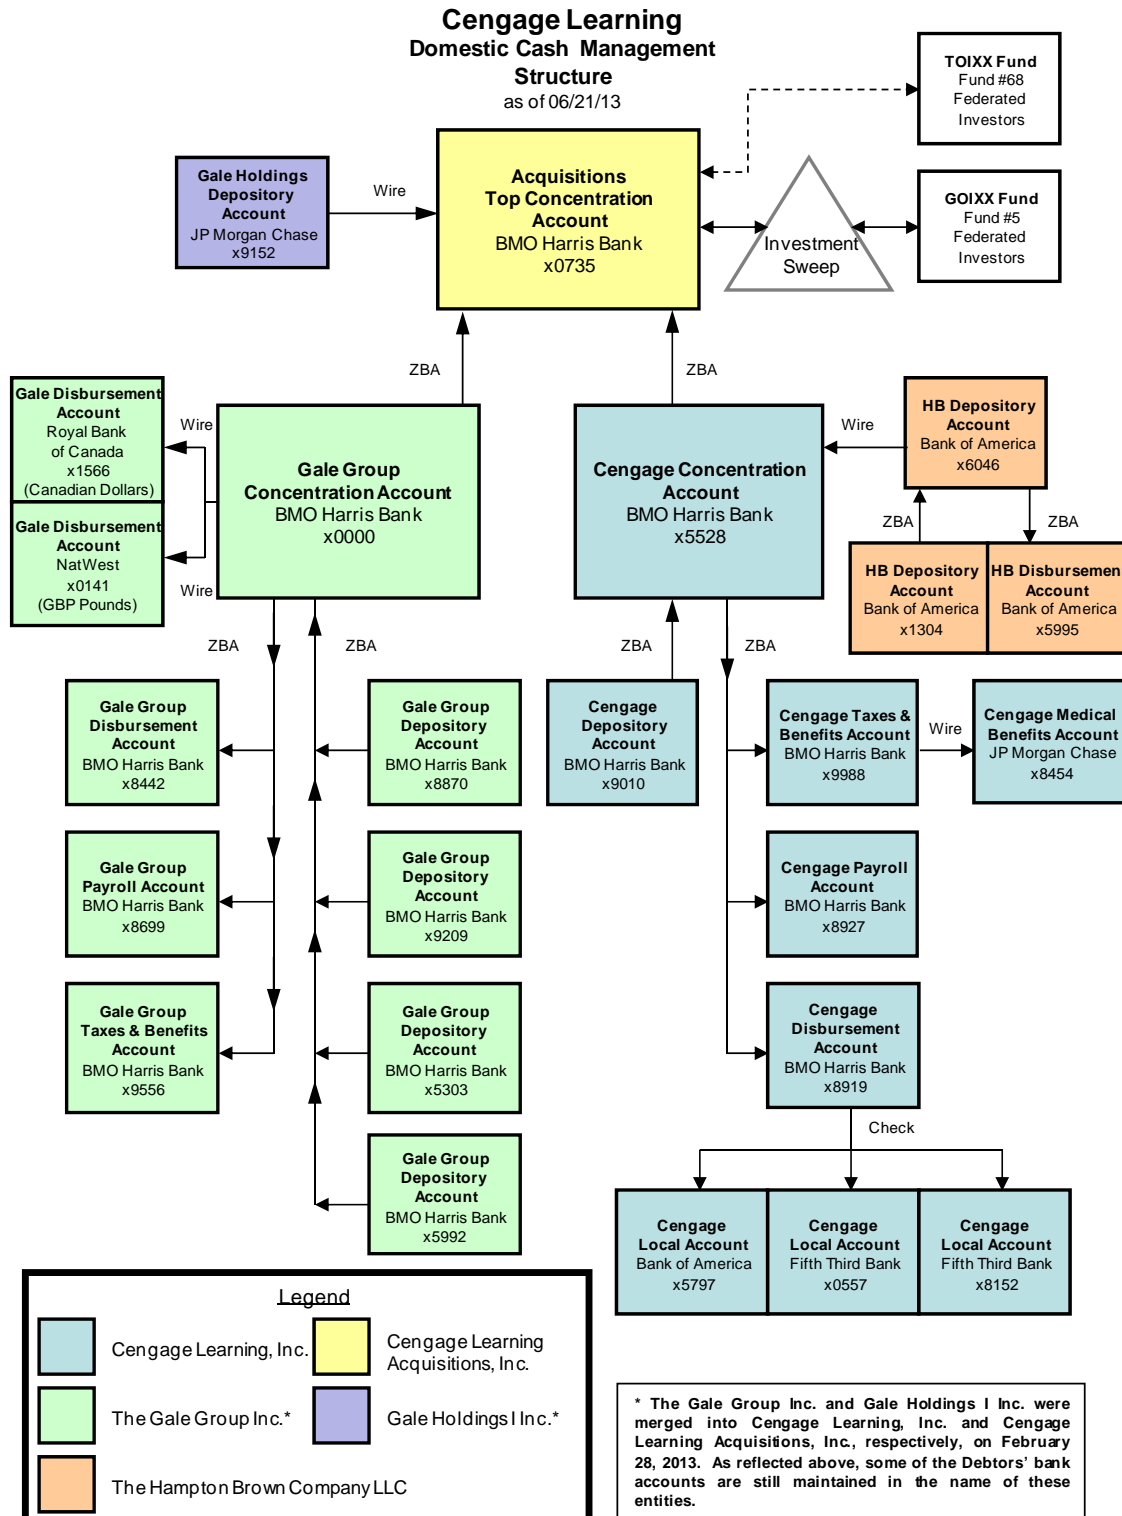 Cengage Learning
Domestic Cash Management
Structure
as of 06/21/13
TOIXX Fund
Fund #68
Federated
Investors
Gale Holdings
Depository
Account
JP Morgan Chase
x9152
Wire
Acquisitions
Top Concentration
Account
BMO Harris Bank
x0735
Investment
Sweep
GOIXX Fund
Fund #5
Federated
Investors
ZBA
ZBA
Gale Disbursement
Account
Royal Bank
of Canada
x1566
(Canadian Dollars)
Wire
Gale Disbursement
Account
NatWest
x0141
(GBP Pounds)
Wire
Gale Group
Concentration Account
BMO Harris Bank
x0000
Cengage Concentration
Account
BMO Harris Bank
x5528
Wire
HB Depository
Account
Bank of America
x6046
ZBA
ZBA
HB Depository
Account
Bank of America
x1304
HB Disbursement
Account
Bank of America
x5995
ZBA
ZBA
ZBA
ZBA
Gale Group
Disbursement
Account
BMO Harris Bank
x8442
Gale Group
Depository
Account
BMO Harris Bank
x8870
Cengage
Depository
Account
BMO Harris Bank
x9010
Cengage Taxes &
Benefits Account
BMO Harris Bank
x9988
Wire
Cengage Medical
Benefits Account
JP Morgan Chase
x8454
Gale Group
Payroll Account
BMO Harris Bank
x8699
Gale Group
Depository
Account
BMO Harris Bank
x9209
Cengage Payroll
Account
BMO Harris Bank
x8927
Gale Group
Taxes & Benefits
Account
BMO Harris Bank
x9556
Gale Group
Depository
Account
BMO Harris Bank
x5303
Cengage
Disbursement
Account
BMO Harris Bank
x8919
Check
Gale Group
Depository
Account
BMO Harris Bank
x5992
Cengage
Local Account
Bank of America
x5797
Cengage
Local Account
Fifth Third Bank
x0557
Cengage
Local Account
Fifth Third Bank
x8152
Legend
Cengage Learning, Inc.
Cengage Learning
Acquisitions, Inc.
The Gale Group Inc.*
Gale Holdings I Inc.*
The Hampton Brown Company LLC
* The Gale Group Inc. and Gale Holdings I Inc. were
merged into Cengage Learning, Inc. and Cengage
Learning Acquisitions, Inc., respectively, on February
28, 2013. As reflected above, some of the Debtors' bank
accounts are still maintained in the name of these
entities.